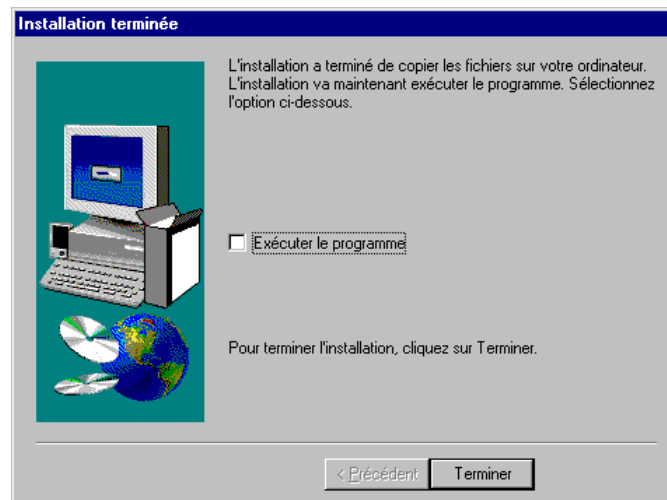 Installation terminée
L'installation a terminé de copier les fichiers sur votre ordinateur.
L'installation va maintenant exécuter le programme. Sélectionnez
l'option ci-dessous.
Exécuter le programme
Pour terminer l'installation, cliquez sur Terminer.
< Précédent
Terminer